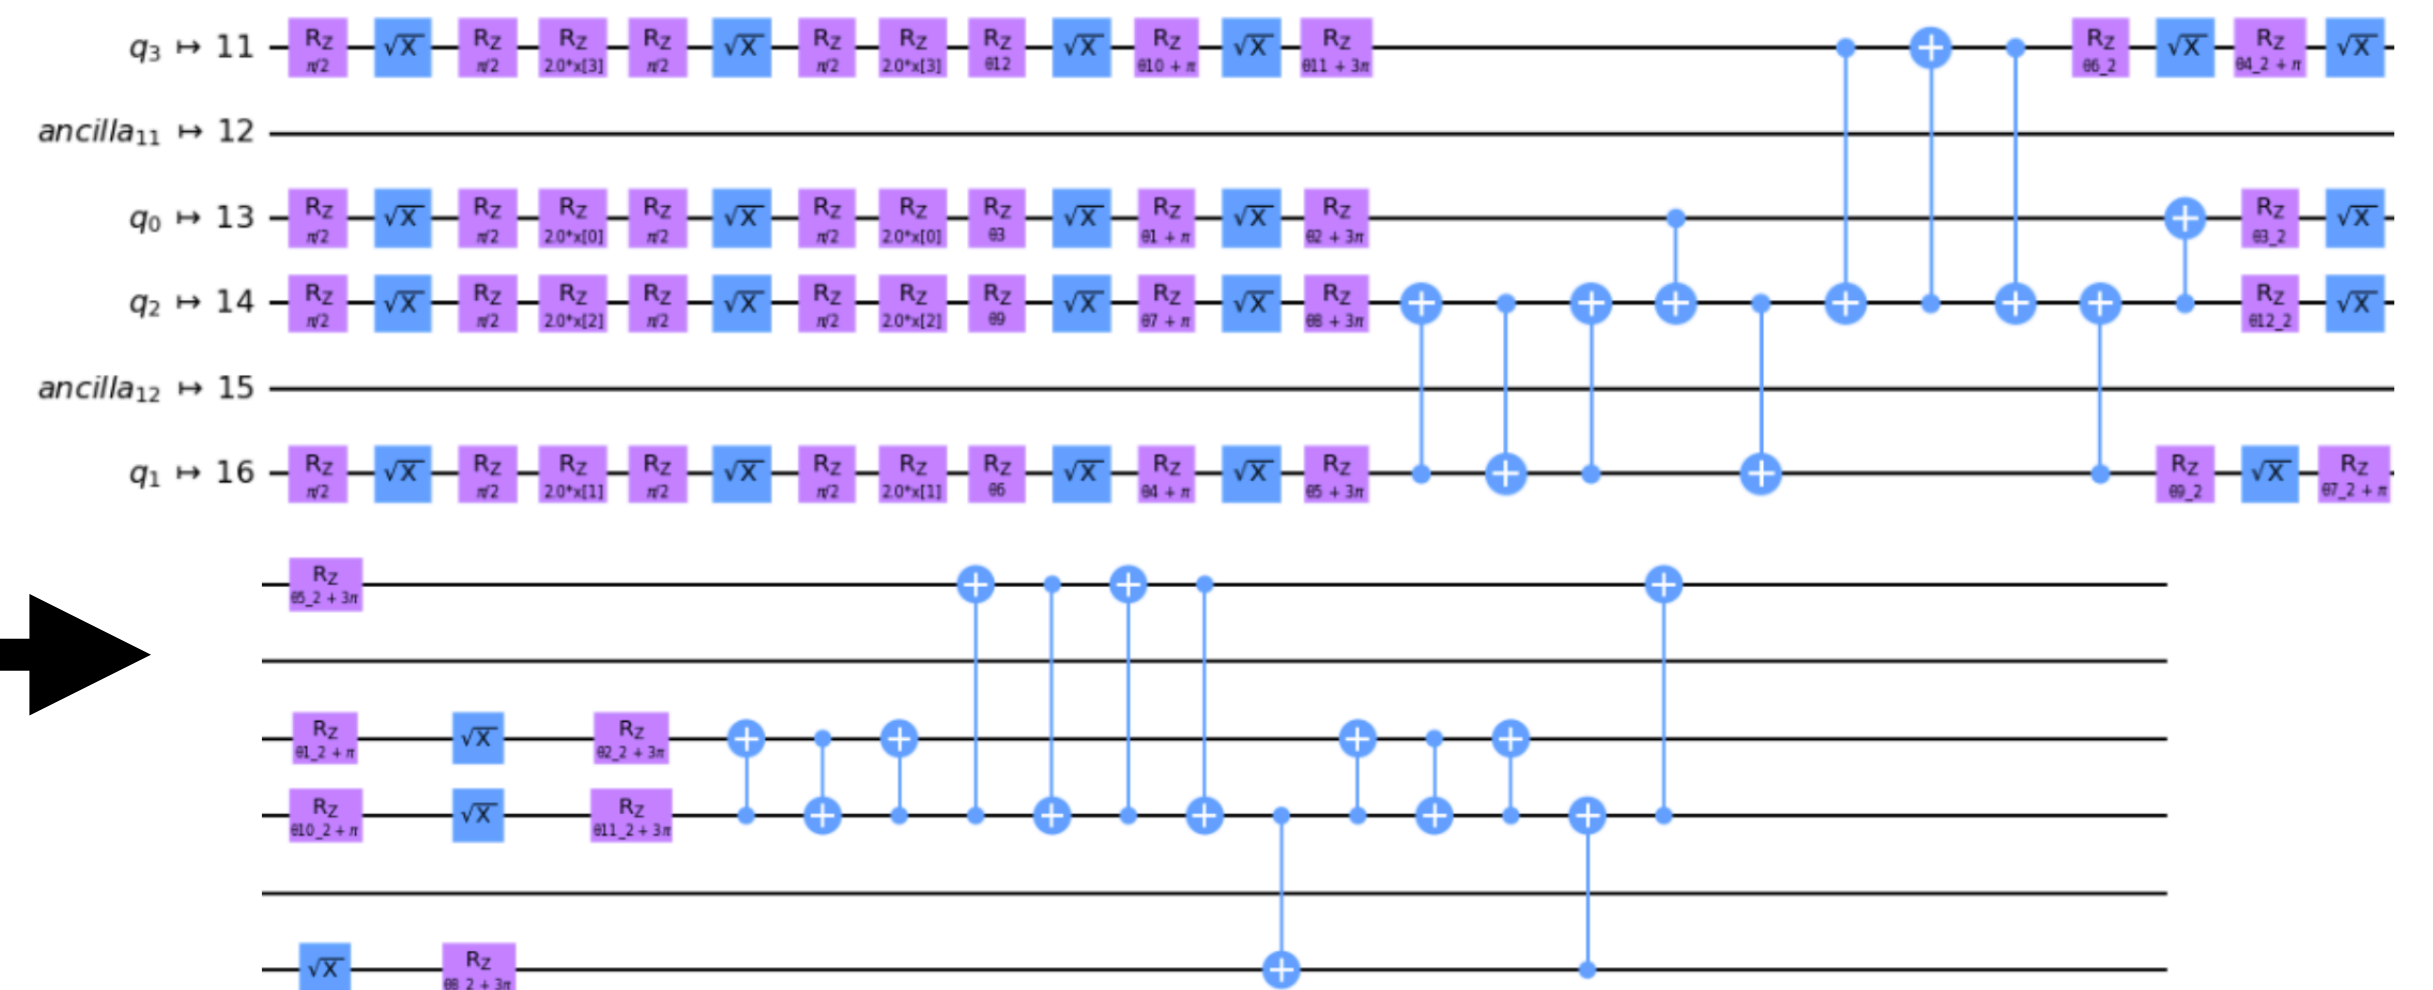 q3 ↦ 11 RZ π/2 √X RZ π/2 RZ 2.0*x[3] RZ π/2 √X RZ π/2 RZ 2.0*x[3] RZ θ12 √X RZ θ10 + π √X RZ θ11 + 3π RZ θ6_2 √X RZ θ4_2 + π √X
ancilla11 ↦ 12
q0 ↦ 13 RZ π/2 √X RZ π/2 RZ 2.0*x[0] RZ π/2 √X RZ π/2 RZ 2.0*x[0] RZ θ3 √X RZ θ1 + π √X RZ θ2 + 3π RZ θ3_2 √X
q2 ↦ 14 RZ π/2 √X RZ π/2 RZ 2.0*x[2] RZ π/2 √X RZ π/2 RZ 2.0*x[2] RZ θ9 √X RZ θ7 + π √X RZ θ8 + 3π RZ θ12_2 √X
ancilla12 ↦ 15
q1 ↦ 16 RZ π/2 √X RZ π/2 RZ 2.0*x[1] RZ π/2 √X RZ π/2 RZ 2.0*x[1] RZ θ6 √X RZ θ4 + π √X RZ θ5 + 3π RZ θ9_2 √X RZ θ7_2 + π
RZ θ5_2 + 3π
RZ θ1_2 + π √X RZ θ2_2 + 3π
RZ θ10_2 + π √X RZ θ11_2 + 3π
√X RZ θ8_2 + 3π